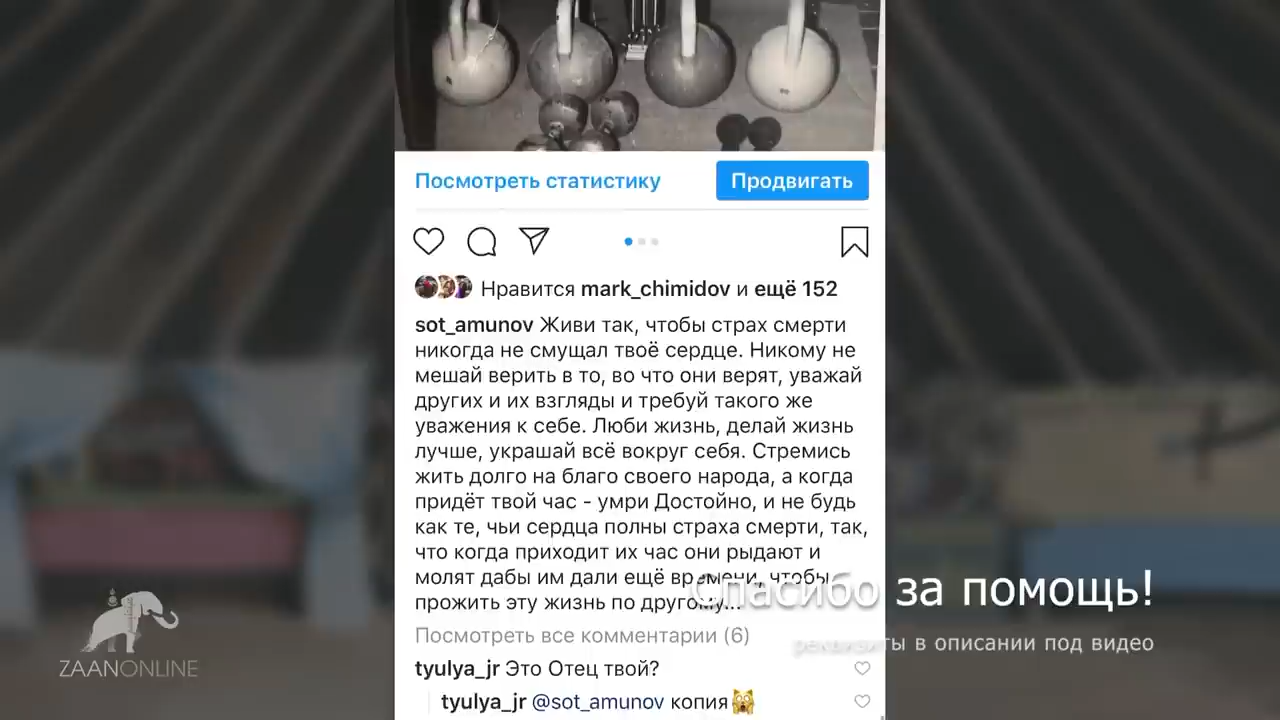 Посмотреть статистику
Продвигать
Нравится mark_chimidov и ещё 152
sot_amunov Живи так, чтобы страх смерти
никогда не смущал твоё сердце. Никому не
мешай верить в то, во что они верят, уважай
других и их взгляды и требуй такого же
уважения к себе. Люби жизнь, делай жизнь
лучше, украшай всё вокруг себя. Стремись
жить долго на благо своего народа, а когда
придёт твой час - умри Достойно, и не будь
как те, чьи сердца полны страха смерти, так,
что когда приходит их час они рыдают и
молят дабы им дали ещё времени, чтобы
прожить эту жизнь по другому...
Посмотреть все комментарии (6)
tyulya_jr Это Отец твой?
tyulya_jr @sot_amunov копия🙀
Спасибо за помощь!
реквизиты в описании под видео
ZAANONLINE